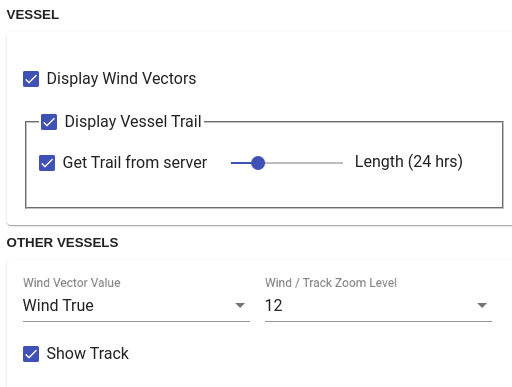 VESSEL
Display Wind Vectors
Display Vessel Trail
Get Trail from server Length (24 hrs)
OTHER VESSELS
Wind Vector Value Wind / Track Zoom Level
Wind True 12
Show Track